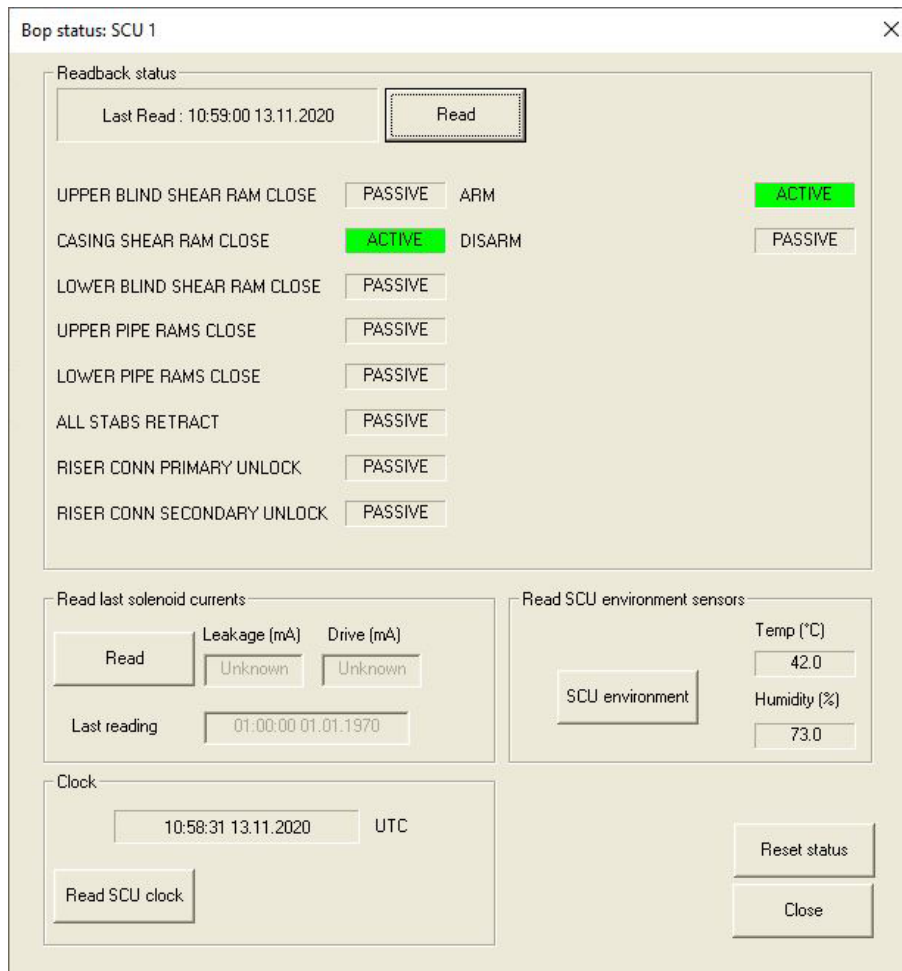 Bop status: SCU 1
Readback status
Last Read : 10:59:00 13.11.2020
Read
UPPER BLIND SHEAR RAM CLOSE PASSIVE ARM ACTIVE
CASING SHEAR RAM CLOSE ACTIVE DISARM PASSIVE
LOWER BLIND SHEAR RAM CLOSE PASSIVE
UPPER PIPE RAMS CLOSE PASSIVE
LOWER PIPE RAMS CLOSE PASSIVE
ALL STABS RETRACT PASSIVE
RISER CONN PRIMARY UNLOCK PASSIVE
RISER CONN SECONDARY UNLOCK PASSIVE
Read last solenoid currents
Read
Leakage (mA) Drive (mA)
Unknown Unknown
Last reading 01:00:00 01.01.1970
Read SCU environment sensors
SCU environment
Temp (°C)
42.0
Humidity (%)
73.0
Clock
10:58:31 13.11.2020 UTC
Read SCU clock
Reset status
Close